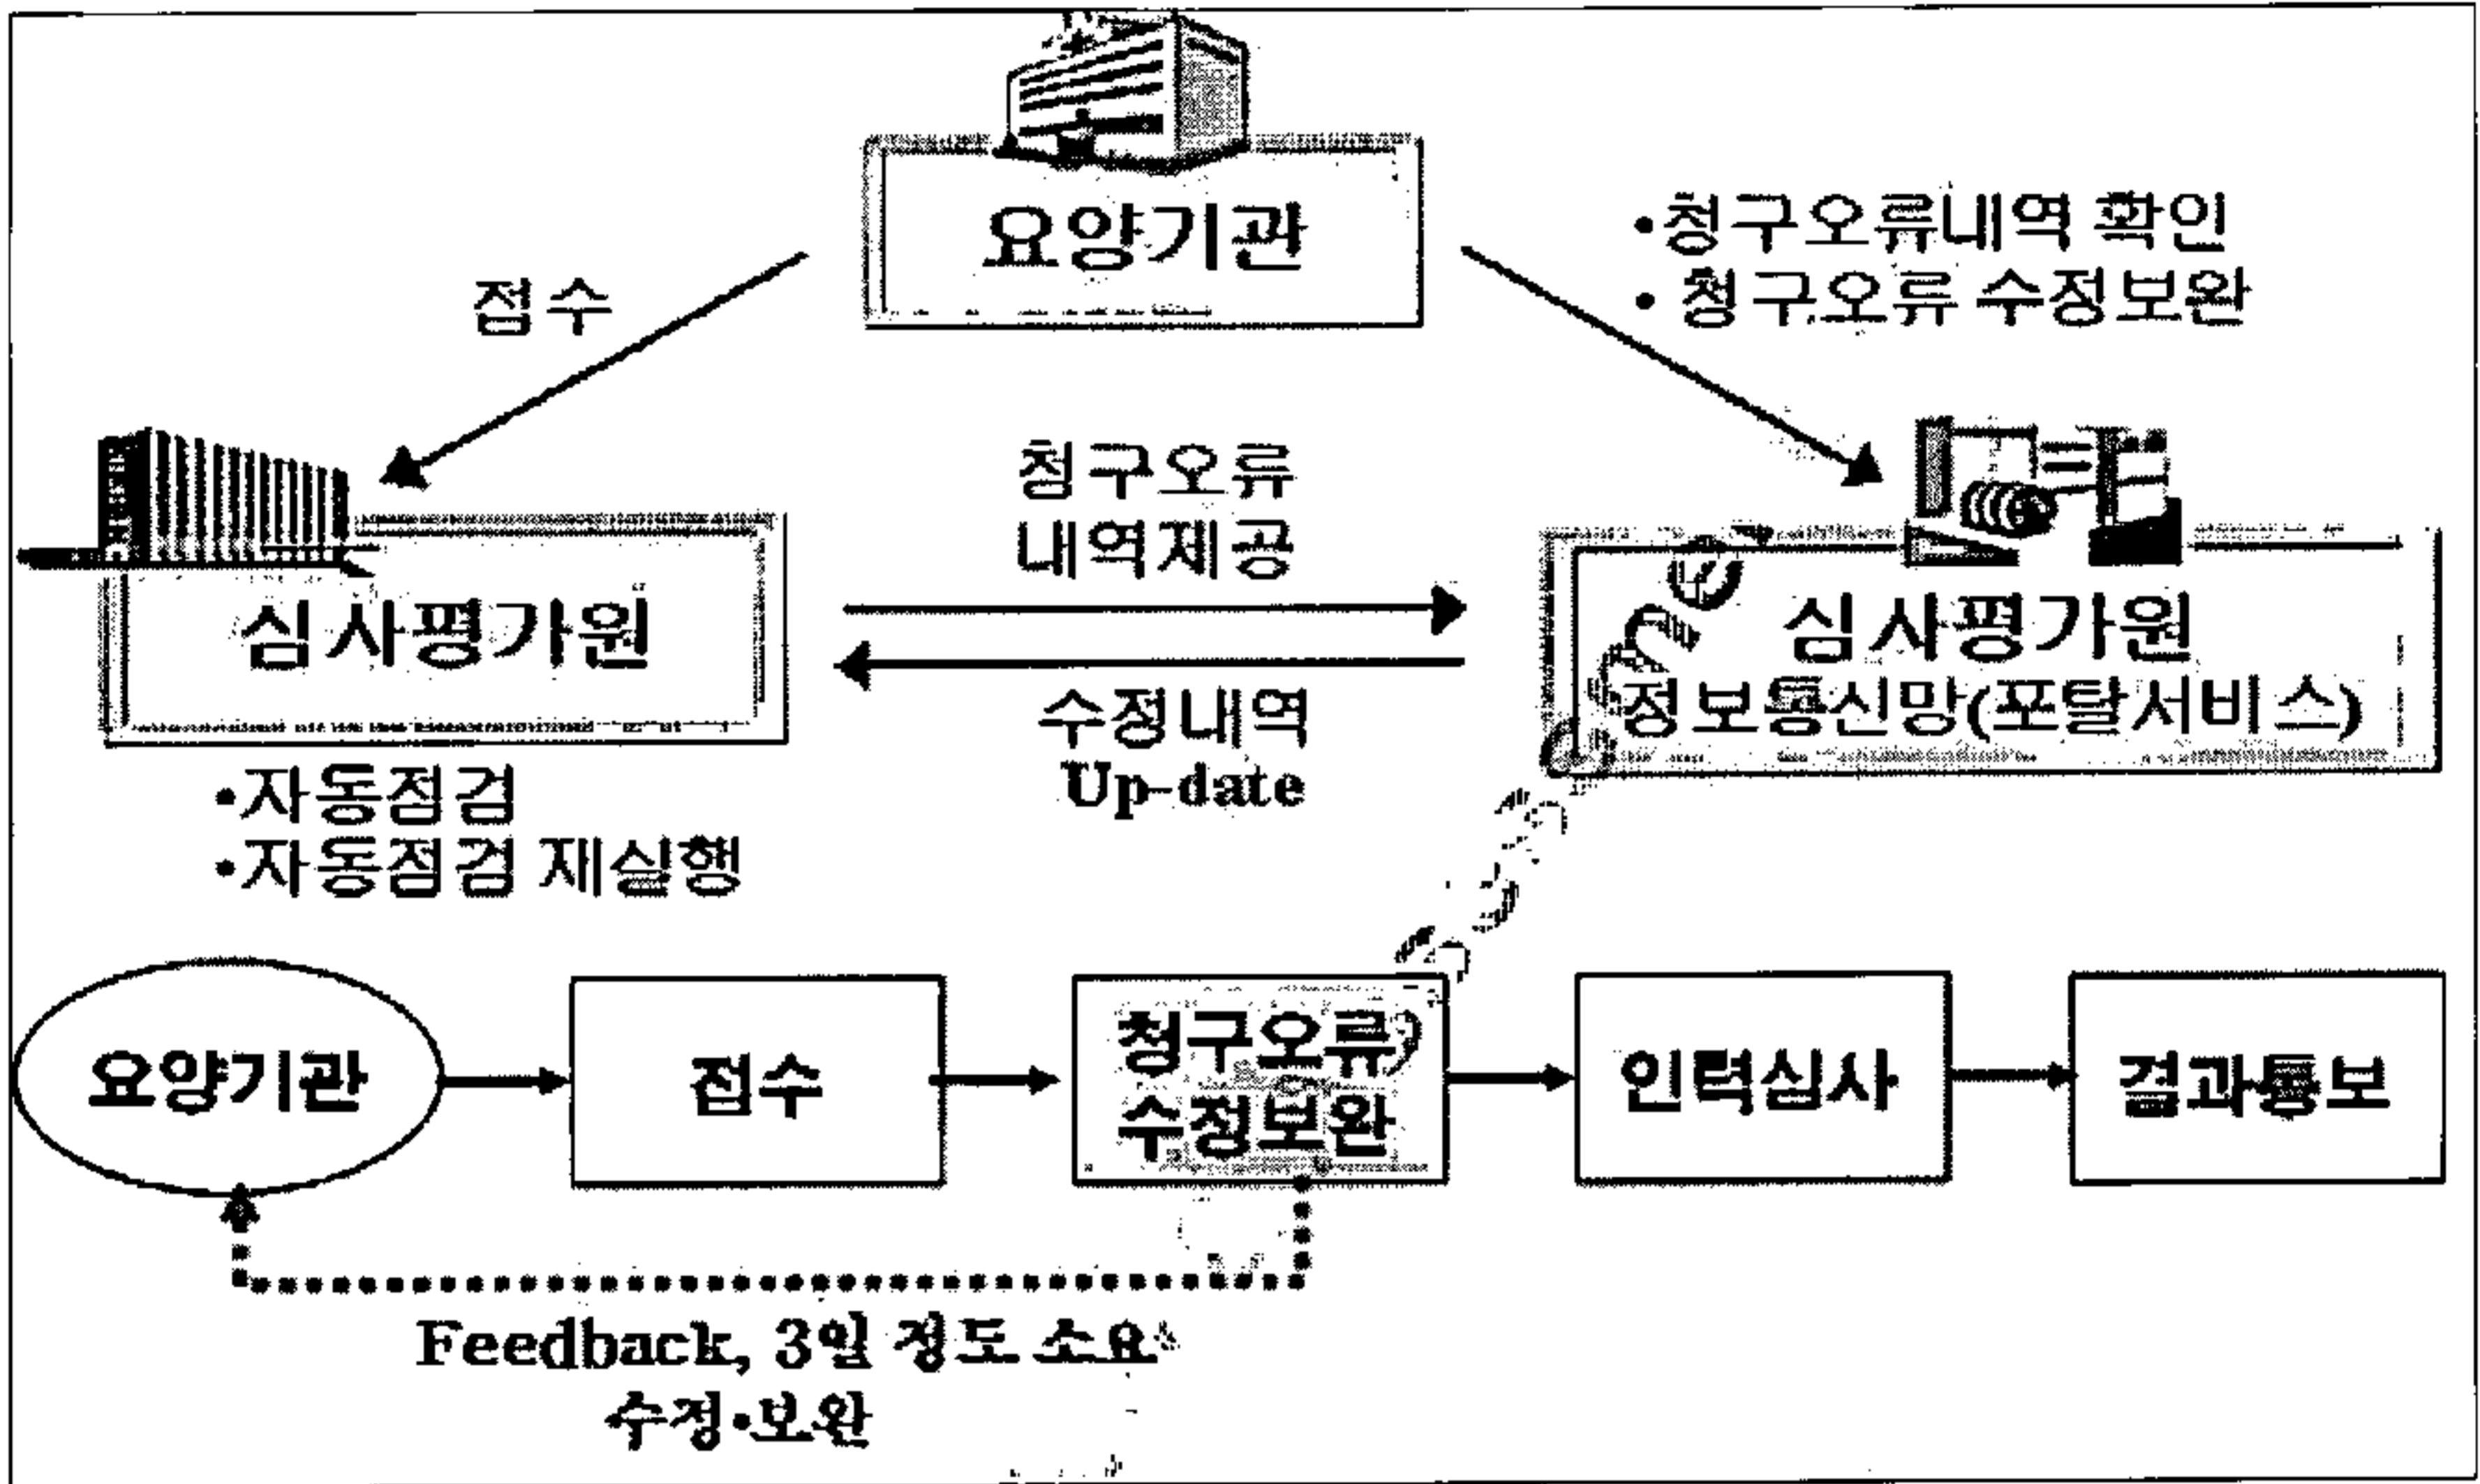 요양기관
접수
•청구오류내역 확인
• 청구오류 수정보완
청구오류
내역제공
심사평가원
심사평가원
정보통신망(포탈서비스)
수정내역
Up-date
•자동점검
•자동점검 재실행
요양기관
접수
청구오류
수정보완
인력심사
결과통보
Feedback, 3일 정도 소요
수정•보완